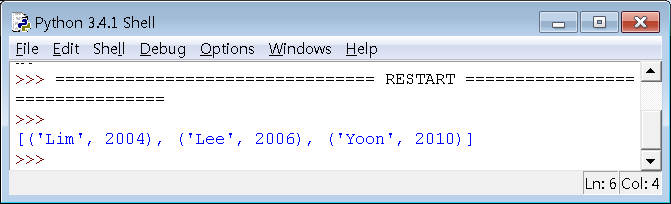 Python 3.4.1 Shell
File Edit Shell Debug Options Windows Help
>>> ================================ RESTART =================
===============
>>>
[('Lim', 2004), ('Lee', 2006), ('Yoon', 2010)]
>>>
Ln: 6 Col: 4